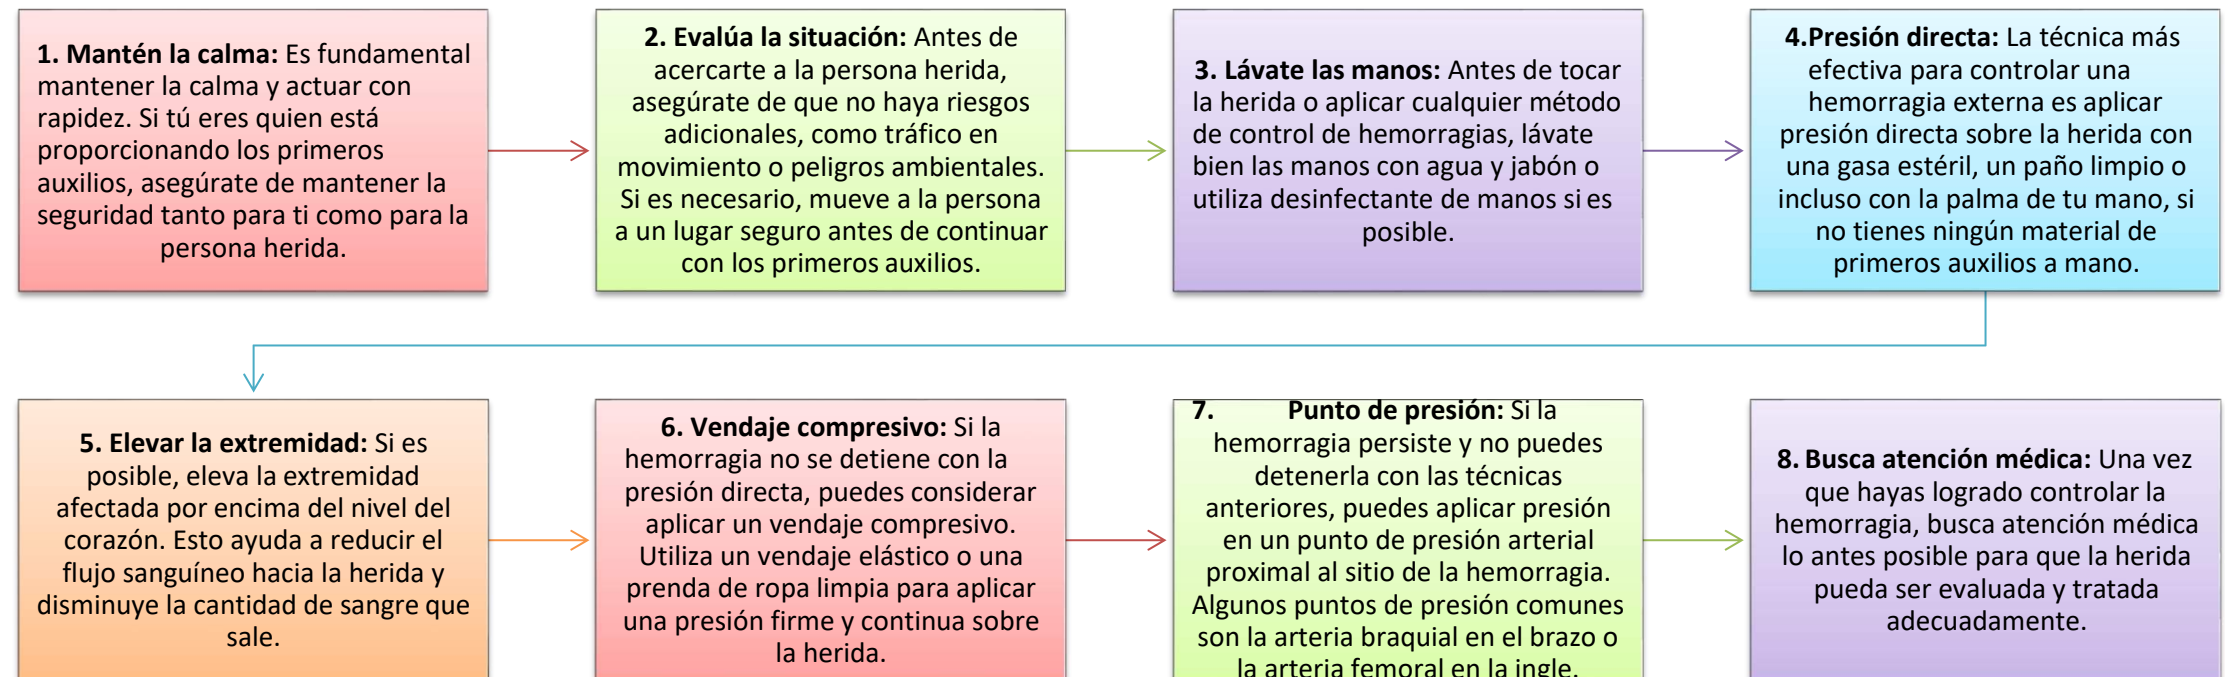 1. Mantén la calma: Es fundamental
mantener la calma y actuar con
rapidez. Si tú eres quien está
proporcionando los primeros
auxilios, asegúrate de mantener la
seguridad tanto para ti como para la
persona herida.
2. Evalúa la situación: Antes de
acercarte a la persona herida,
asegúrate de que no haya riesgos
adicionales, como tráfico en
movimiento o peligros ambientales.
Si es necesario, mueve a la persona
a un lugar seguro antes de continuar
con los primeros auxilios.
3. Lávate las manos: Antes de tocar
la herida o aplicar cualquier método
de control de hemorragias, lávate
bien las manos con agua y jabón o
utiliza desinfectante de manos si es
posible.
4.Presión directa: La técnica más
efectiva para controlar una
hemorragia externa es aplicar
presión directa sobre la herida con
una gasa estéril, un paño limpio o
incluso con la palma de tu mano, si
no tienes ningún material de
primeros auxilios a mano.
5. Elevar la extremidad: Si es
posible, eleva la extremidad
afectada por encima del nivel del
corazón. Esto ayuda a reducir el
flujo sanguíneo hacia la herida y
disminuye la cantidad de sangre que
sale.
6. Vendaje compresivo: Si la
hemorragia no se detiene con la
presión directa, puedes considerar
aplicar un vendaje compresivo.
Utiliza un vendaje elástico o una
prenda de ropa limpia para aplicar
una presión firme y continua sobre
la herida.
7. Punto de presión: Si la
hemorragia persiste y no puedes
detenerla con las técnicas
anteriores, puedes aplicar presión
en un punto de presión arterial
proximal al sitio de la hemorragia.
Algunos puntos de presión comunes
son la arteria braquial en el brazo o
la arteria femoral en la ingle.
8. Busca atención médica: Una vez
que hayas logrado controlar la
hemorragia, busca atención médica
lo antes posible para que la herida
pueda ser evaluada y tratada
adecuadamente.